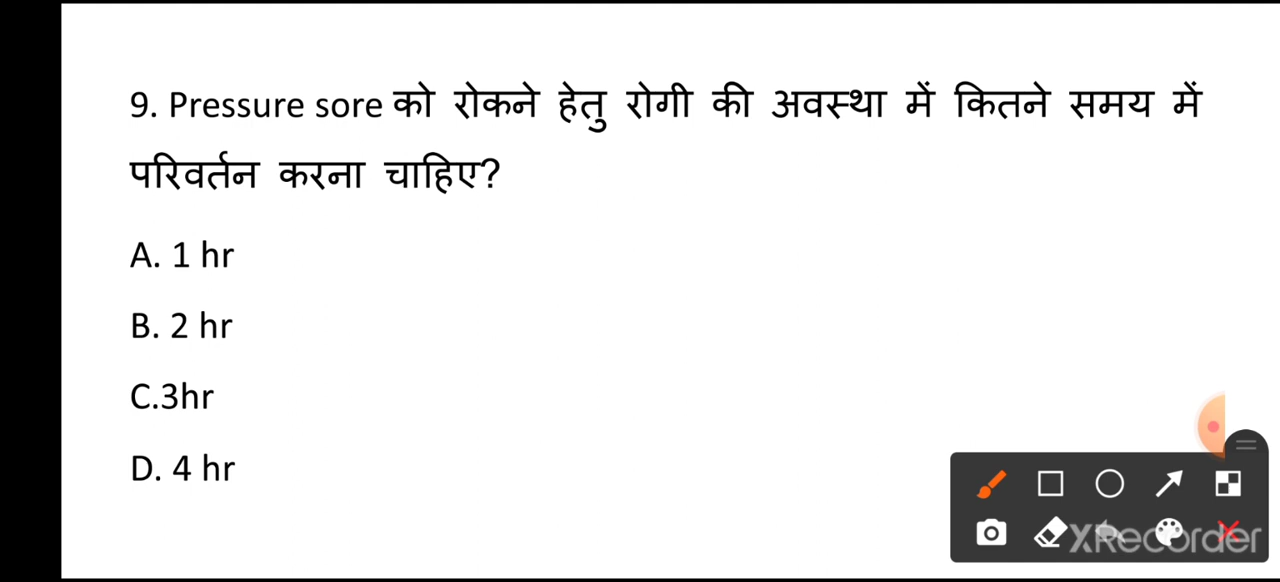 9. Pressure sore को रोकने हेतु रोगी की अवस्था में कितने समय में
परिवर्तन करना चाहिए?
A. 1 hr
B. 2 hr
C.3hr
D. 4 hr
XRecorder